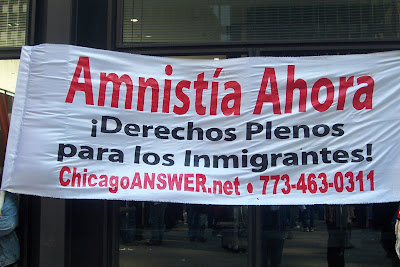 Amnistía Ahora
¡Derechos Plenos
para los Inmigrantes!
ChicagoANSWER.net • 773-463-0311